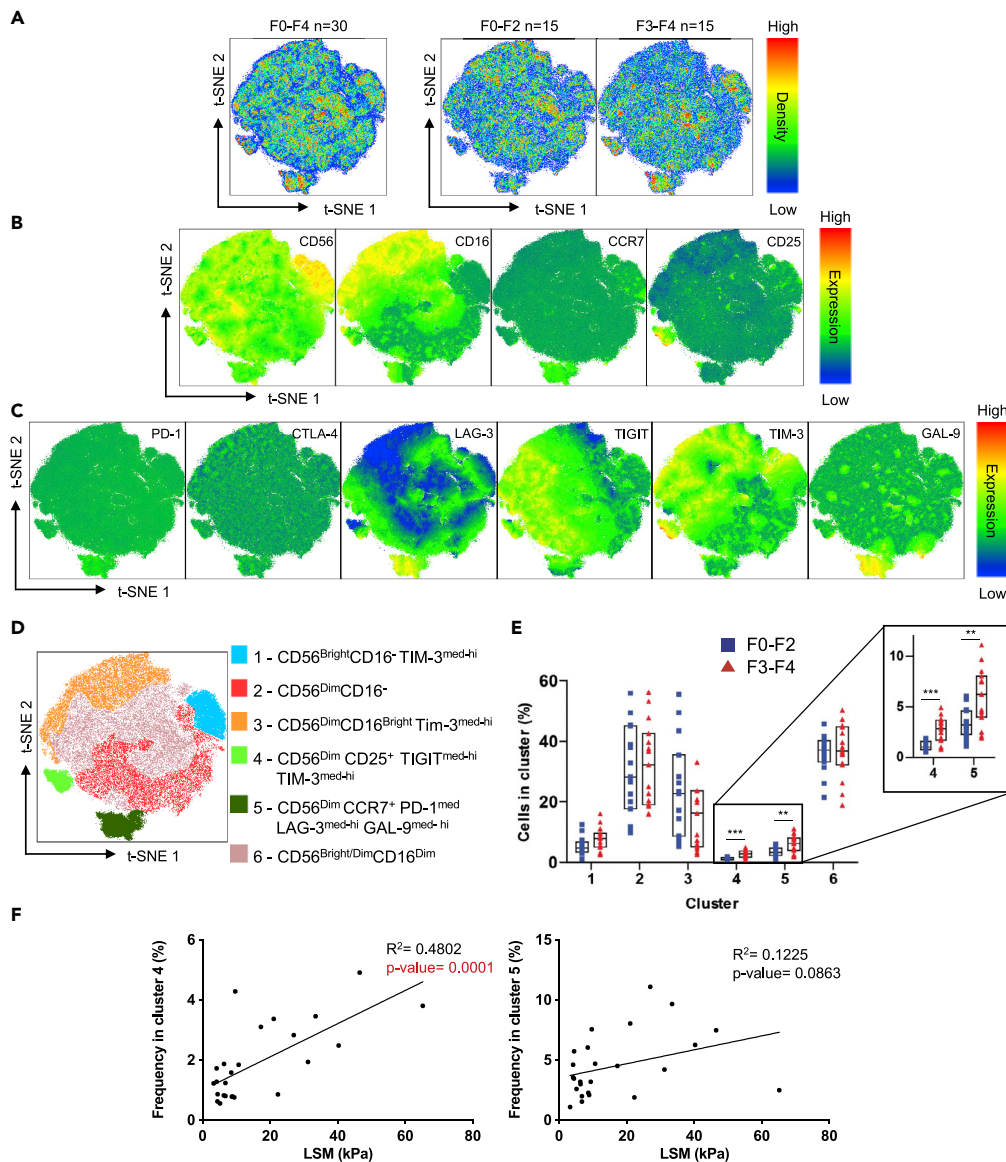 A
F0-F4 n=30
F0-F2 n=15
F3-F4 n=15
High
t-SNE 2
t-SNE 2
Density
t-SNE 1
t-SNE 1
Low
B
High
t-SNE 2
CD56
CD16
CCR7
CD25
Expression
t-SNE 1
Low
C
High
t-SNE 2
PD-1
CTLA-4
LAG-3
TIGIT
TIM-3
GAL-9
Expression
t-SNE 1
Low
D
t-SNE 2
t-SNE 1
1 - CD56BrightCD16- TIM-3med-hi
2 - CD56DimCD16-
3 - CD56DimCD16Bright Tim-3med-hi
4 - CD56Dim CD25+ TIGITmed-hi
TIM-3med-hi
5 - CD56Dim CCR7+ PD-1med
LAG-3med-hi GAL-9med- hi
6 - CD56Bright/DimCD16Dim
E
F0-F2
F3-F4
Cells in cluster (%)
60
40
20
0
*** **
1 2 3 4 5 6
Cluster
10
5
0
*** **
4 5
F
Frequency in cluster 4 (%)
6
4
2
0
R2= 0.4802
p-value= 0.0001
0 20 40 60 80
LSM (kPa)
Frequency in cluster 5 (%)
15
10
5
0
R2= 0.1225
p-value= 0.0863
0 20 40 60 80
LSM (kPa)